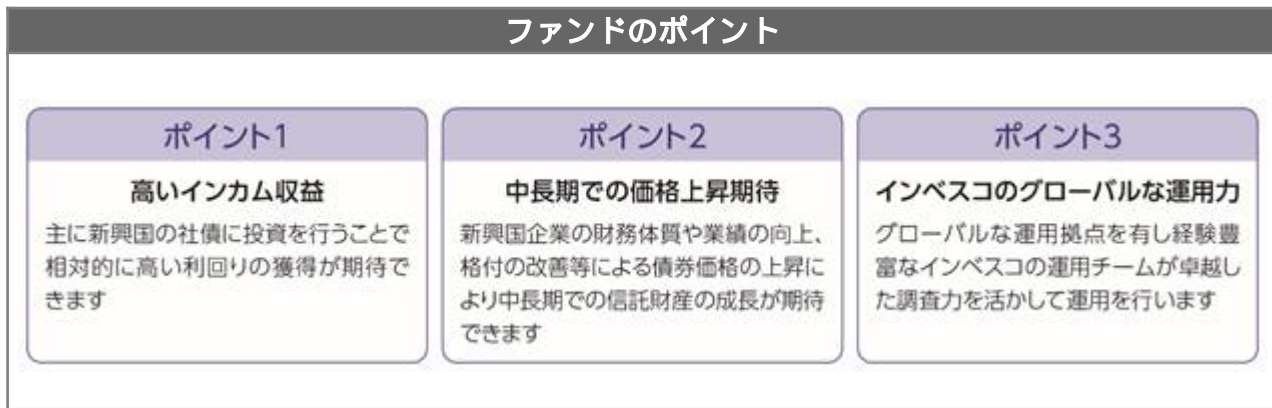 ファンドのポイント
ポイント1
高いインカム収益
主に新興国の社債に投資を行うことで
相対的に高い利回りの獲得が期待で
きます
ポイント2
中長期での価格上昇期待
新興国企業の財務体質や業績の向上、
格付の改善等による債券価格の上昇に
より中長期での信託財産の成長が期待
できます
ポイント3
インベスコのグローバルな運用力
グローバルな運用拠点を有し経験豊
富なインベスコの運用チームが卓越し
た調査力を活かして運用を行います